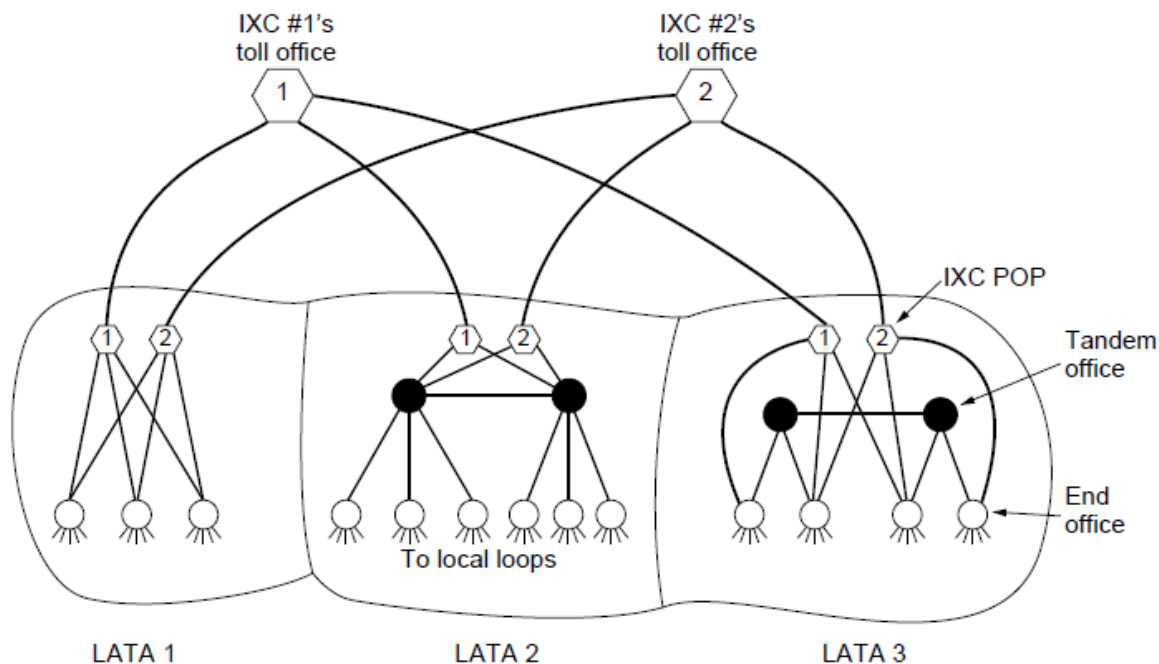 IXC #1's
toll office
IXC #2's
toll office
1
2
IXC POP
1
2
1
2
1
2
Tandem
office
End
office
To local loops
LATA 1
LATA 2
LATA 3